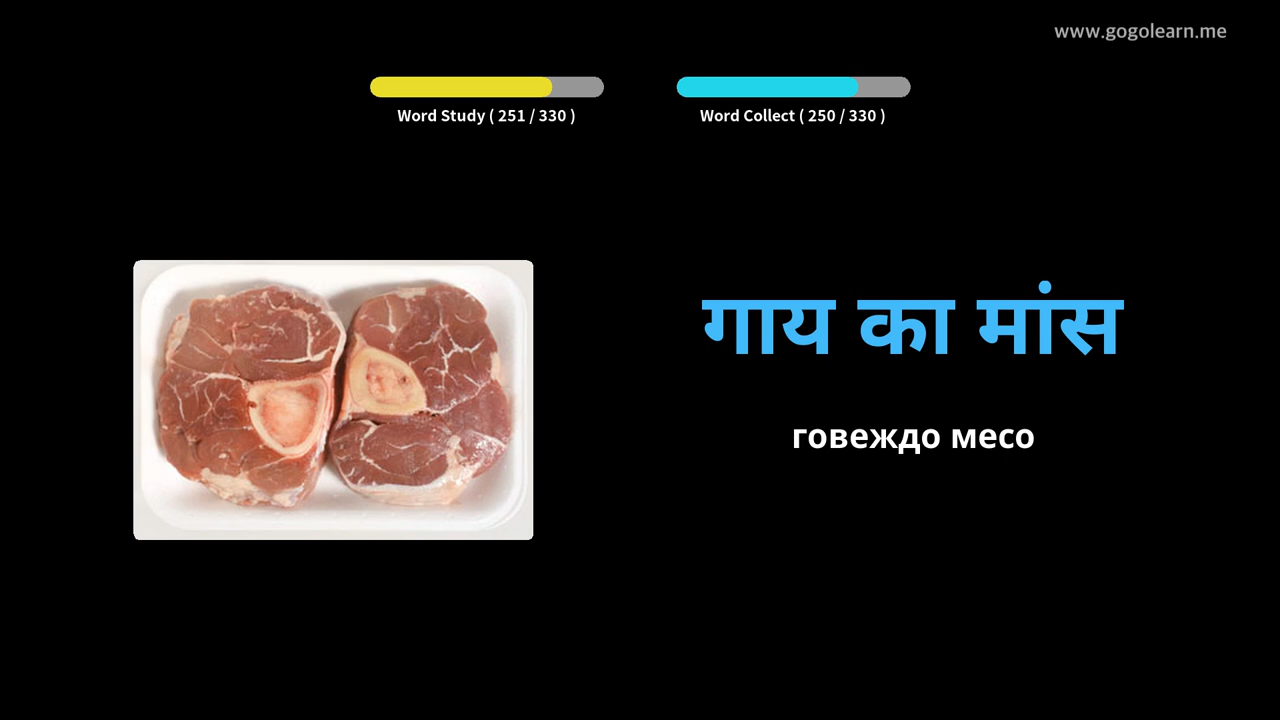 www.gogolearn.me
Word Study ( 251 / 330 )
Word Collect ( 250 / 330 )
गाय का मांस
говеждо месо